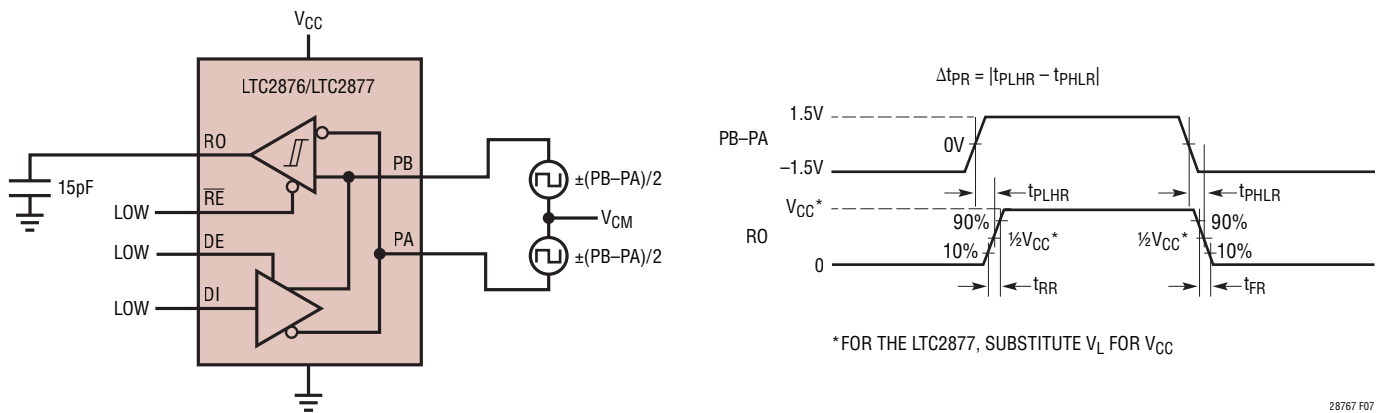 VCC
LTC2876/LTC2877
RO
PB
15pF
±(PB–PA)/2
RE
LOW
VCM
DE
LOW
PA
±(PB–PA)/2
DI
LOW
ΔtPR = |tPLHR – tPHLR|
1.5V
PB–PA
0V
–1.5V
tPLHR
tPHLR
VCC*
90%
90%
RO
½VCC*
½VCC*
10%
10%
0
tRR
tFR
*FOR THE LTC2877, SUBSTITUTE VL FOR VCC
28767 F07